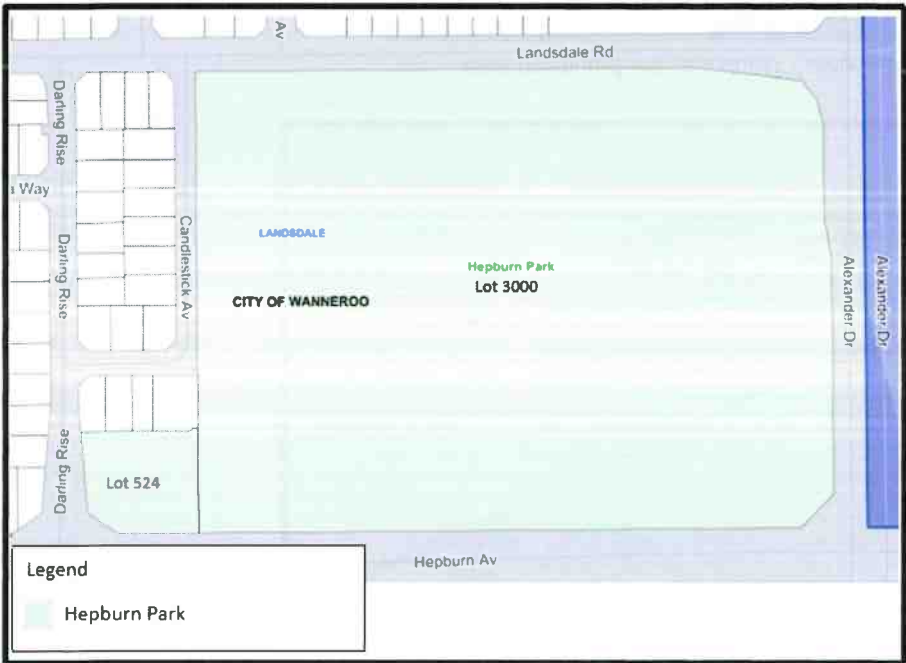 Av
Landsdale Rd
Darling Rise
Way
Candlestick Av
LANDSDALE
Darling Rise
Hepburn Park
Lot 3000
CITY OF WANNEROO
Alexander Dr
Alexander Dr
Darling Rise
Lot 524
Hepburn Av
Legend
Hepburn Park